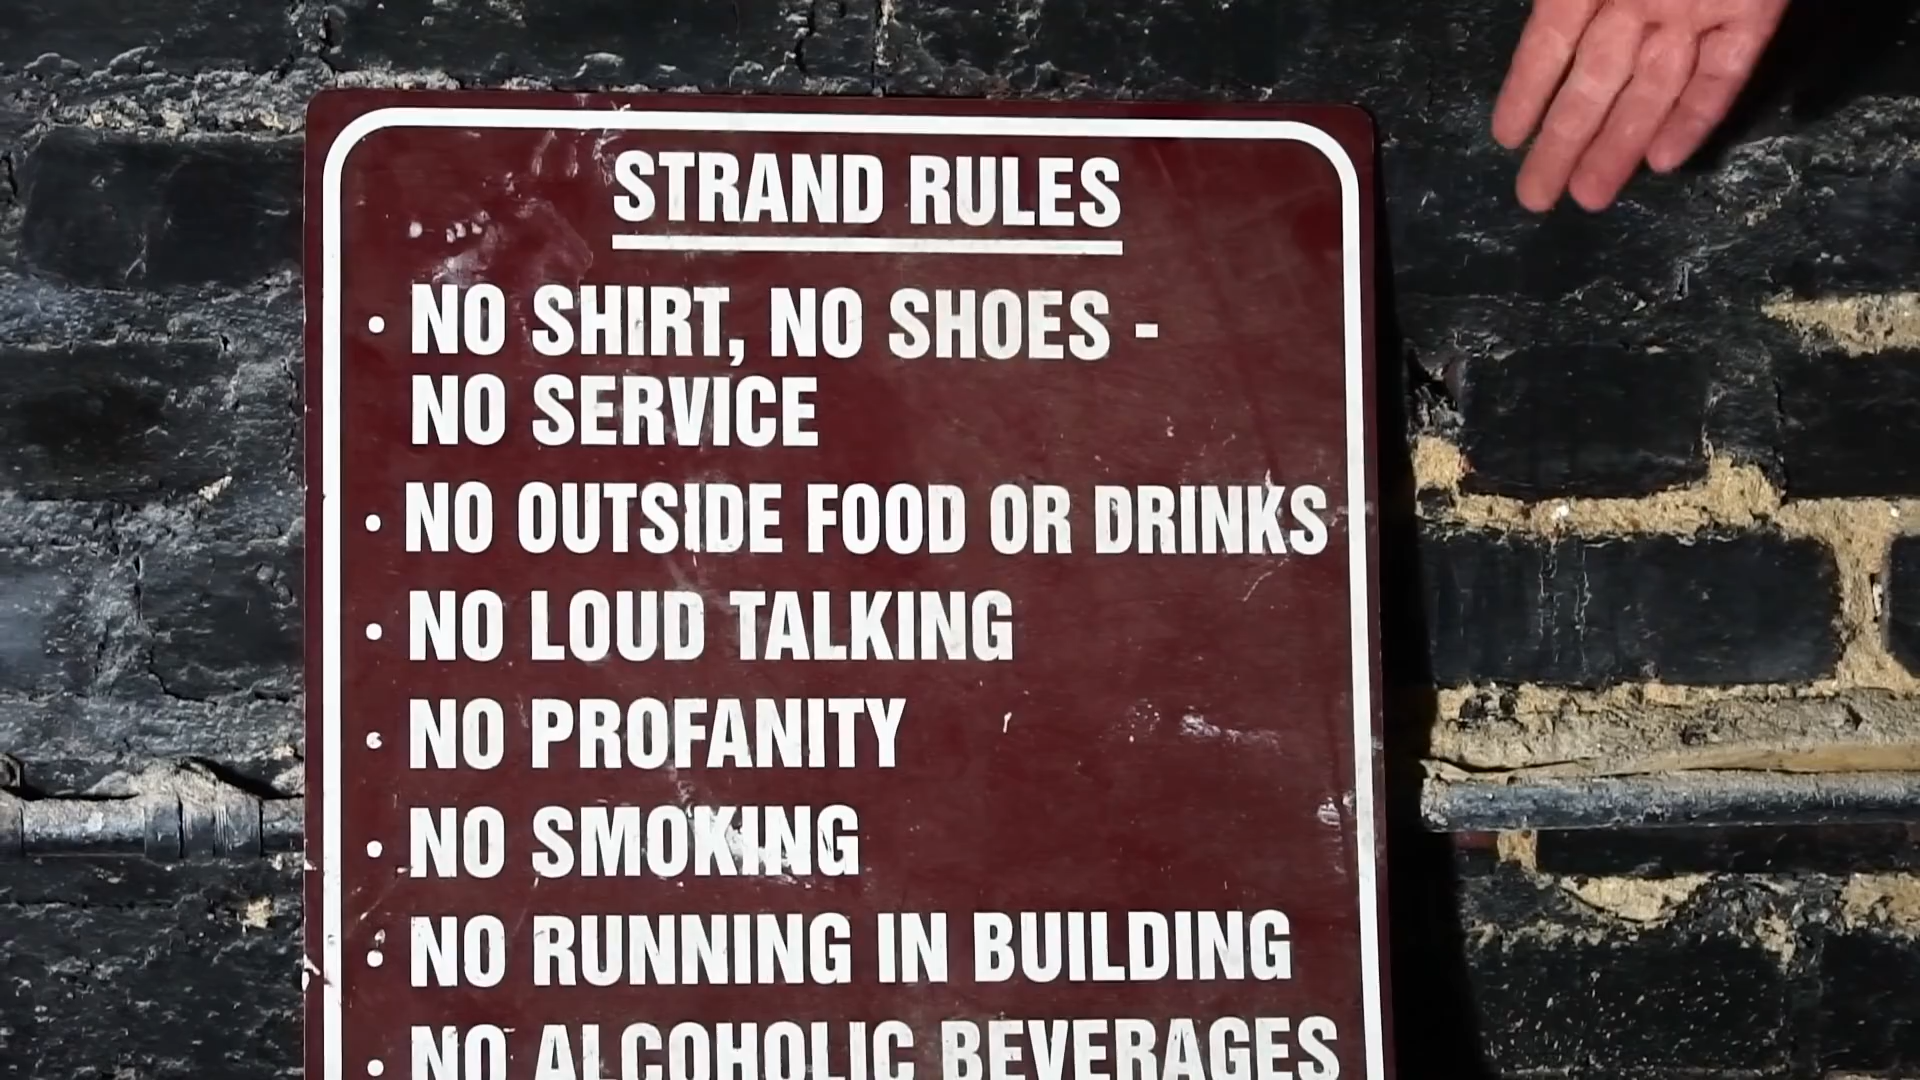 STRAND RULES
• NO SHIRT, NO SHOES -
NO SERVICE
• NO OUTSIDE FOOD OR DRINKS
• NO LOUD TALKING
• NO PROFANITY
• NO SMOKING
• NO RUNNING IN BUILDING
• NO ALCOHOLIC BEVERAGES